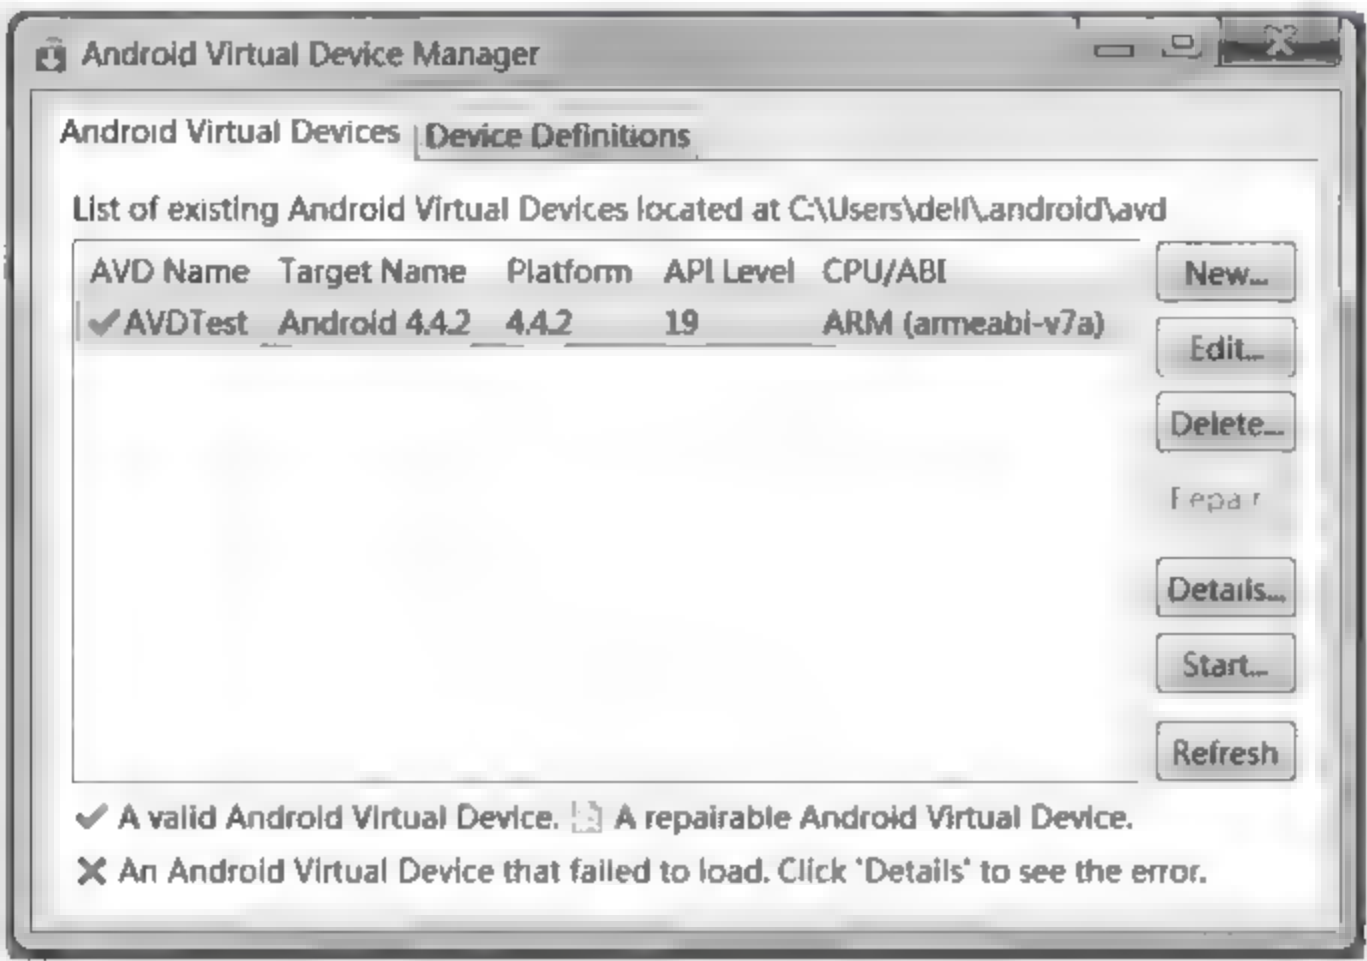 Android Virtual Device Manager
Android Virtual Devices Device Definitions
List of existing Android Virtual Devices located at C:\Users\dell\.android\avd
AVD Name Target Name Platform API Level CPU/ABI
AVDTest Android 4.4.2 4.4.2 19 ARM (armeabi-v7a)
New...
Edit...
Delete...
Repair
Details...
Start...
Refresh
A valid Android Virtual Device. A repairable Android Virtual Device.
An Android Virtual Device that failed to load. Click 'Details' to see the error.